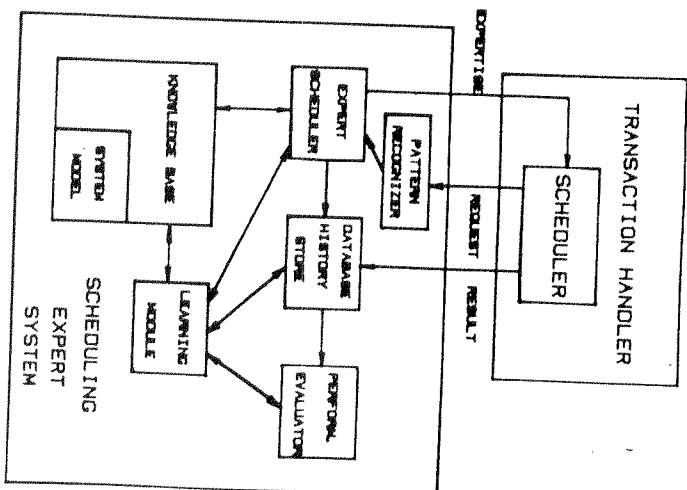 TRANSACTION HANDLER
SCHEDULER
EXPERTISE
REQUEST
RESULT
PATTERN
RECOGNIZER
EXPERT
SCHEDULER
DATABASE
HISTORY
STORE
PERFORM.
EVALUATOR
KNOWLEDGE BASE
SYSTEM
MODEL
LEARNING
MODULE
SCHEDULING
EXPERT
SYSTEM